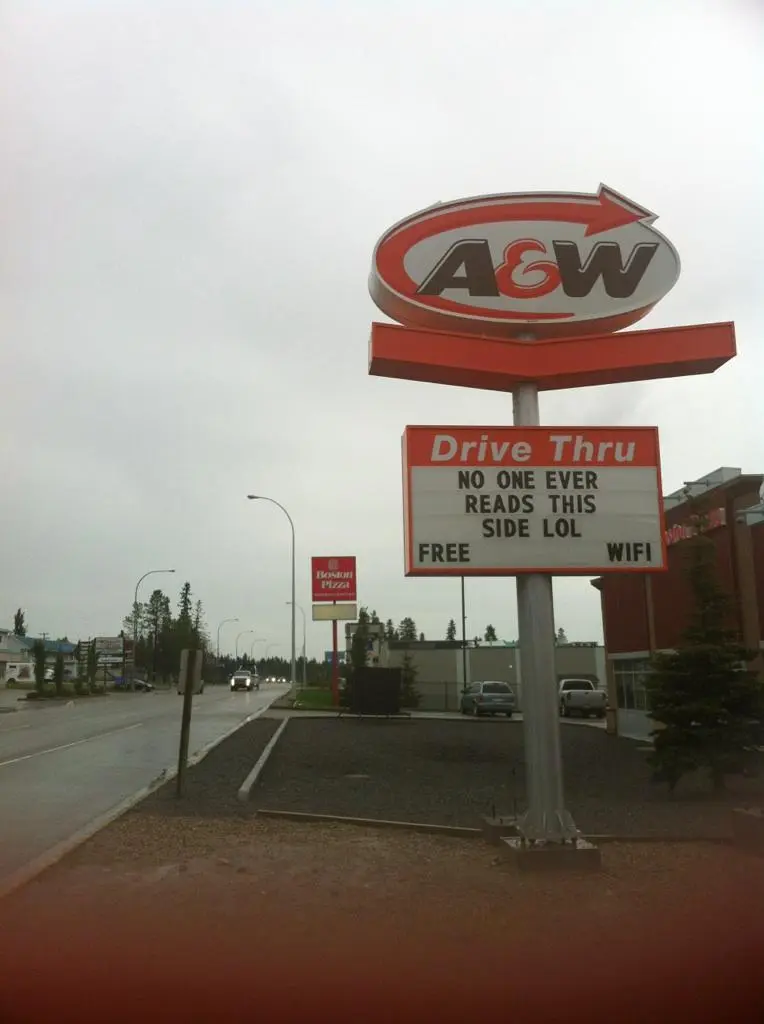 A&W
Drive Thru
NO ONE EVER
READS THIS
SIDE LOL
FREE WIFI
Boston
Pizza